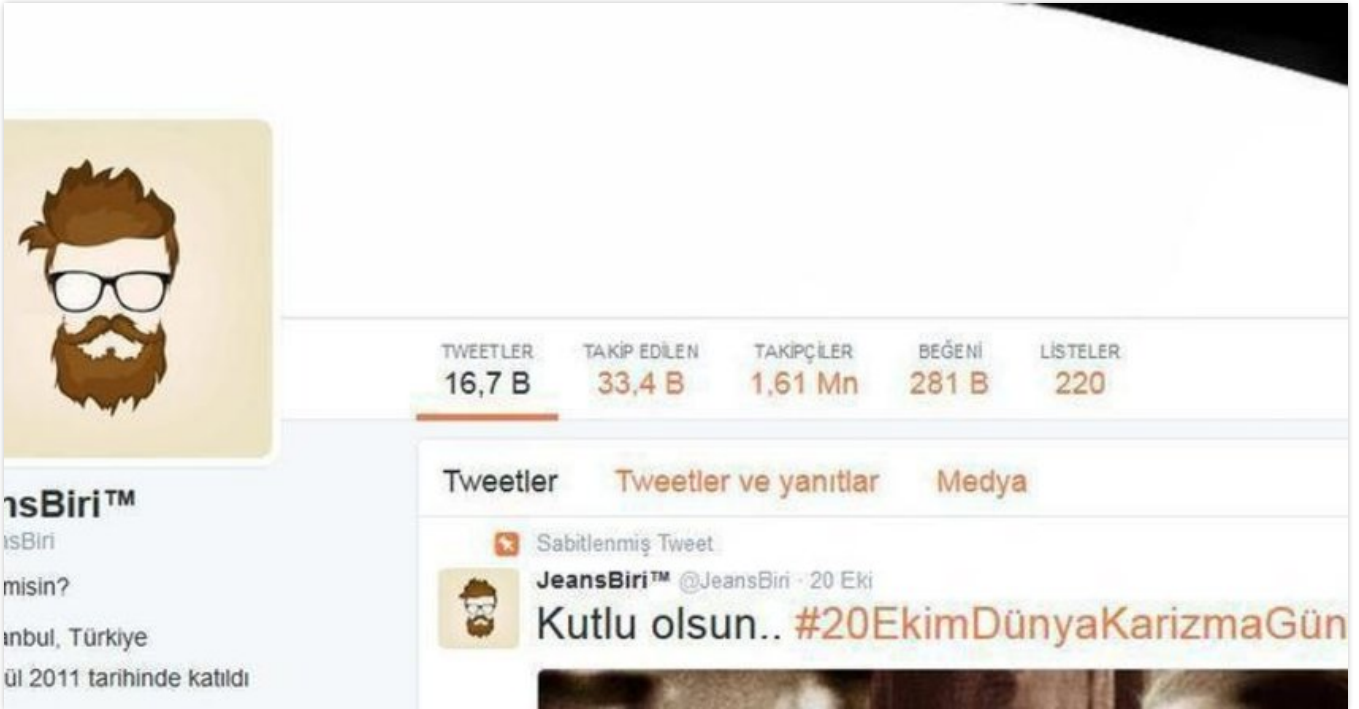 TWEETLER TAKİP EDİLEN TAKİPÇİLER BEĞENİ LİSTELER
16,7 B 33,4 B 1,61 Mn 281 B 220
nsBiri™
sBiri
misin?
anbul, Türkiye
ül 2011 tarihinde katıldı
Tweetler Tweetler ve yanıtlar Medya
Sabitlenmiş Tweet
JeansBiri™ @JeansBiri · 20 Eki
Kutlu olsun.. #20EkimDünyaKarizmaGün